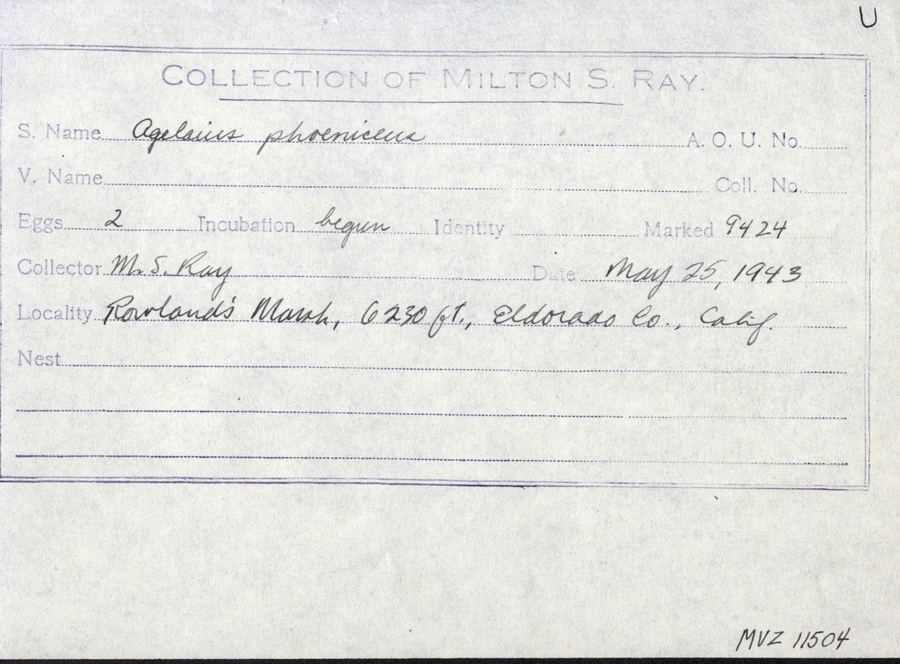 U
COLLECTION OF MILTON S. RAY.
S. Name Agelaius phoeniceus A. O. U. No.
V. Name Coll. No.
Eggs 2 Incubation begun Identity Marked 9424
Collector M. S. Ray Date May 25, 1943
Locality Rowland's Marsh, 6230 ft., Eldorado Co., Calif.
Nest
MVZ 11504